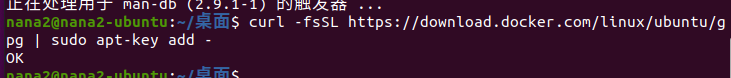 正在处理用于 man-db (2.9.1-1) 的触发器 ...
nana2@nana2-ubuntu:~/桌面$ curl -fsSL https://download.docker.com/linux/ubuntu/g
pg | sudo apt-key add -
OK
nana2@nana2-ubuntu:~/桌面$